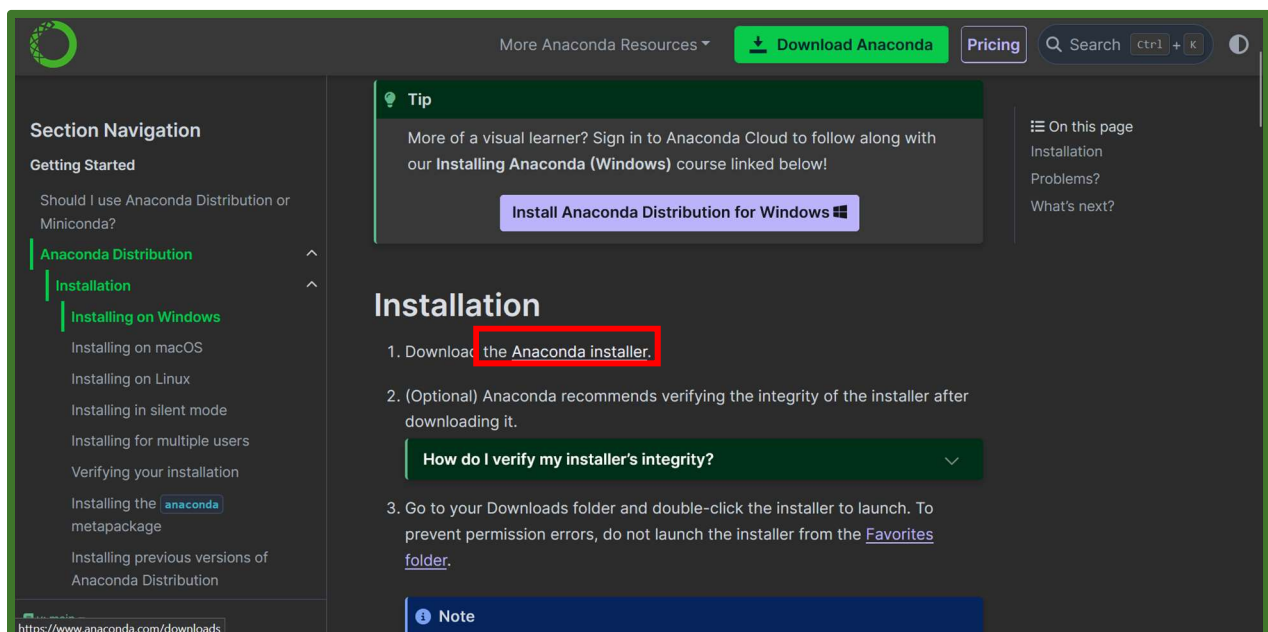 More Anaconda Resources
Download Anaconda
Pricing
Search Ctrl + K
Section Navigation
Getting Started
Should I use Anaconda Distribution or
Miniconda?
Anaconda Distribution
Installation
Installing on Windows
Installing on macOS
Installing on Linux
Installing in silent mode
Installing for multiple users
Verifying your installation
Installing the anaconda
metapackage
Installing previous versions of
Anaconda Distribution
https://www.anaconda.com/downloads
Tip
More of a visual learner? Sign in to Anaconda Cloud to follow along with
our Installing Anaconda (Windows) course linked below!
Install Anaconda Distribution for Windows
Installation
1. Download the Anaconda installer.
2. (Optional) Anaconda recommends verifying the integrity of the installer after
downloading it.
How do I verify my installer's integrity?
3. Go to your Downloads folder and double-click the installer to launch. To
prevent permission errors, do not launch the installer from the Favorites
folder.
Note
On this page
Installation
Problems?
What's next?